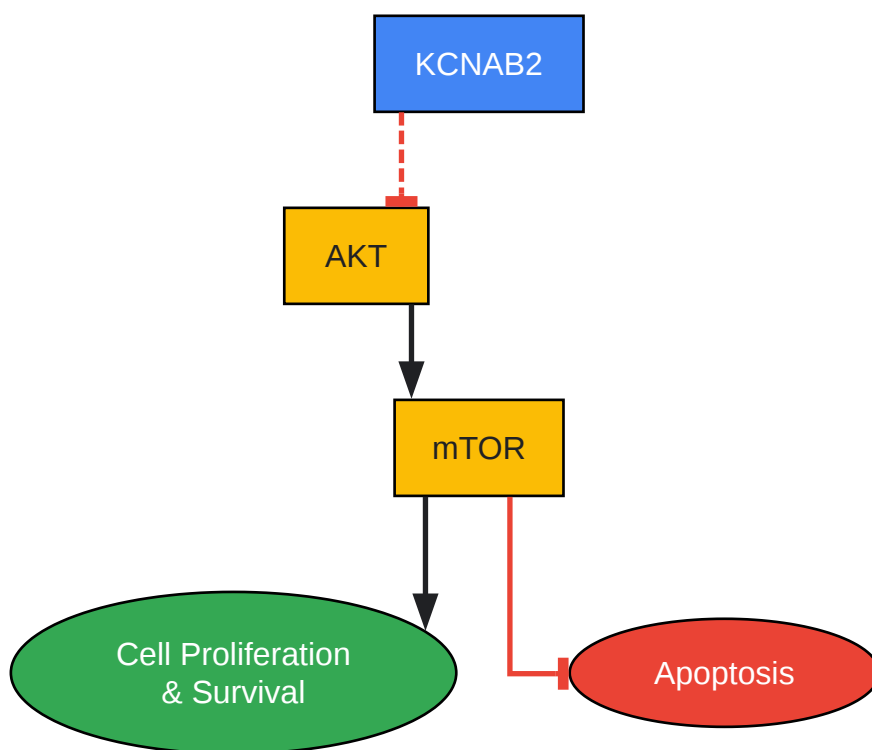 KCNAB2
AKT
mTOR
Cell Proliferation
& Survival
Apoptosis